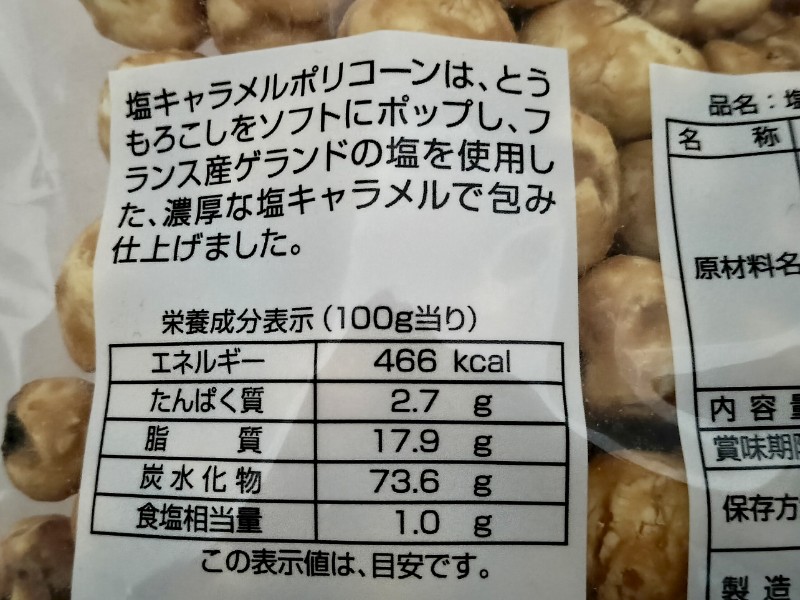 塩キャラメルポリコーンは、とう
もろこしをソフトにポップし、フ
ランス産ゲランドの塩を使用し
た、濃厚な塩キャラメルで包み
仕上げました。
栄養成分表示(100g当り)
エネルギー 466 kcal
たんぱく質 2.7 g
脂質 17.9 g
炭水化物 73.6 g
食塩相当量 1.0 g
この表示値は、目安です。
品名:塩
名称
原材料名
内容量
賞味期限
保存方
製造